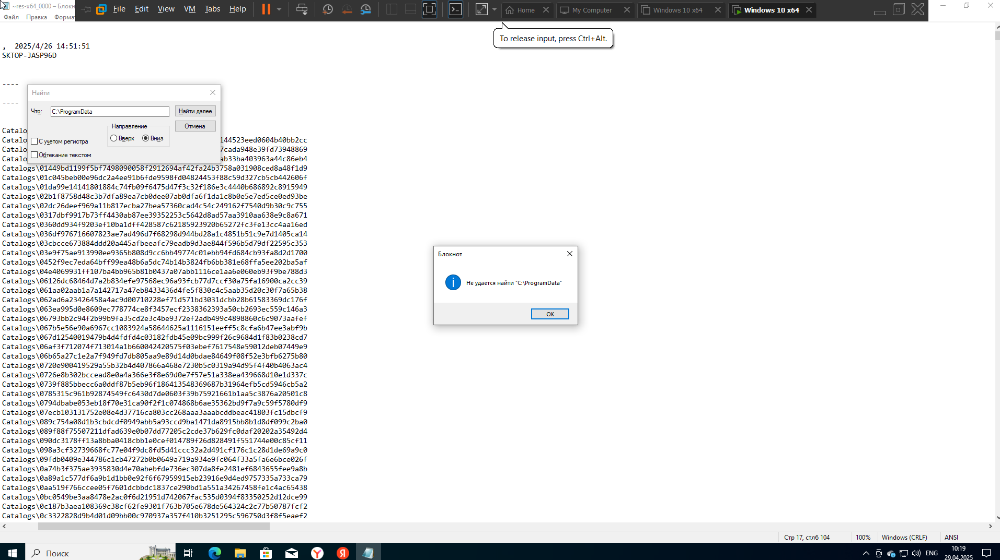 ~res-x64_0000 – Блокн
File Edit View VM Tabs Help
Home
My Computer
Windows 10 x64
Windows 10 x64
Файл Правка Формат
To release input, press Ctrl+Alt.
, 2025/4/26 14:51:51
SKTOP-JASP96D
----
----
Найти
Что:
C:\ProgramData
Найти далее
Отмена
Направление
Вверх
Вниз
С учетом регистра
Обтекание текстом
Catalo
Catalo 144523eed0604b40bb2cc
Catalo 7cada948e39fd73948869
Catalo ab33ba403963a44c86eb4
Catalogs\01449bd1199f5bf7498090058f2912694af42fa24b3758a031908ced8a48f1d9
Catalogs\01c045beb00e96dc2a4ee91b6fde9598fd04824453f88c59d327cb5cb442606f
Catalogs\01da99e14141801884c74fb09f6475d47f3c32f186e3c4440b686892c8915949
Catalogs\02b1f8758d48c3b7dfa89ea7cb0dee07ab0dfa6f1da1c8b0e5e7ed5ce0ed93be
Catalogs\02dc26deef969a11b817ecba27bea57360cad4c54c249162f7540d9b30c9c755
Catalogs\0317dbf9917b73ff4430ab87ee39352253c5642d8ad57aa3910aa638e9c8a671
Catalogs\0360dd934f9203ef10ba1dff428587c62185923920b65272fc3fe13cc4aa16ed
Catalogs\036df976716607823ae7ad496d7f68298d944bd28a1c4851b51c9e7d1405ca14
Catalogs\03cbcce673884ddd20a445afbeeafc79eadb9d3ae844f596b5d79df22595c353
Catalogs\03e9f75ae913990ee9365b808d9cc6bb49774c01ebb94fd684cb93fa8d2d1700
Catalogs\0452f9ec7eda64bff99ea48b6a5dc74b14b3824fb6bb381e68ffa5ee202ba5af
Catalogs\04e4069931ff107ba4bb965b81b0437a07abb1116ce1aa6e060eb93f9be788d3
Catalogs\06126dc68464d7a2b834efe97568ec96a93fcb77d7ccf30a75fa16900ca2cc39
Catalogs\061aa02aab1a7a142717a47eb8433436d4fe5f830c4c5aab35d20c30f7a65b38
Catalogs\062ad6a23426458a4ac9d00710228ef71d571bd3031dcbb28b61583369dc176f
Catalogs\063ea995d0e8609ec778774ce8f3457ecf2338362393a50cb2693ec559c146a3
Catalogs\06793bb2c94f2b99b9fa35cd2e3c4be9372ef2adb499c4898860c6c9073aafef
Catalogs\067b5e56e90a6967cc1083924a58644625a1116151eeff5c8cfa6b47ee3abf9b
Catalogs\067d12540019479b4d4fdfd4c03182fdb45e09bc999f26c9684d1f83b0238cd7
Catalogs\06af3f712074f713014a1b660042420575f03ebef7617548e59012deb07449e9
Catalogs\06b65a27c1e2a7f949fd7db805aa9e89d14d0bdae84649f08f52e3bfb6275b80
Catalogs\0720e900419529a55b32b4d407866a468e7230b5c0319a94d95f4f40b4063ac4
Catalogs\0726e8b302bccead8e0a4a366e3f8e69d0e7f57e51a338ea439668d10e1d337c
Catalogs\0739f885bbecc6a0ddf87b5eb96f186413548369687b31964efb5cd5946cb5a2
Catalogs\0785315c961b92874549fc6430d7de0603f39b75921661b1aa5c3876a20501c8
Catalogs\0794dbabe053eb18f70e31ca90f2f1c074868b6ae35362bd9f7a9c59f5780df9
Catalogs\07ecb103131752e08e4d37716ca803cc268aaa3aaabcddbeac41803fc15dbcf9
Catalogs\089c754a08d1b3cbdcdf0949abb5a93ccd9ba1471da8915bb8b1d8df099c2ba0
Catalogs\089f88f75507211dfad639e0b07dd77205c2cde37b629fc0daf20202a35492d4
Catalogs\090dc3178ff13a8bba0418cbb1e0cef014789f26d828491f551744e00c85cf11
Catalogs\098a3cf32739668fc77e04f9dc8fd5d41ccc32a2d491cf176c1c28d1de69a9c0
Catalogs\09fdb0409e344786c1cb47272b0b0649a719a934e9fc064f33a5fa6e6bce026f
Catalogs\0a74b3f375ae3935830d4e70abebfde736ec307da8fe2481ef6843655fee9a8b
Catalogs\0a89a1c577df6a9b1d1bb0e92f6f67959915eb23916e9d4ed9757335a733ca79
Catalogs\0aa519f766ccee05f7601dcbbdc1837ce290bd1a551a34267458fe1c4ac65438
Catalogs\0bc0549be3aa8478e2ac0f6d21951d742067fac535d0394f83350252d12dce99
Catalogs\0c187b3aea108369c38cf62fe9301f763b705e678de564324c2c77b50787fcf2
Catalogs\0c3322828d9b4d01d09bb00c970937a357f410b3251295c596750d3f8f5eaef2
Блокнот
Не удается найти "C:\ProgramData"
ОК
Стр 17, стлб 104
100%
Windows (CRLF)
ANSI
Поиск
ENG
10:19
29.04.2025